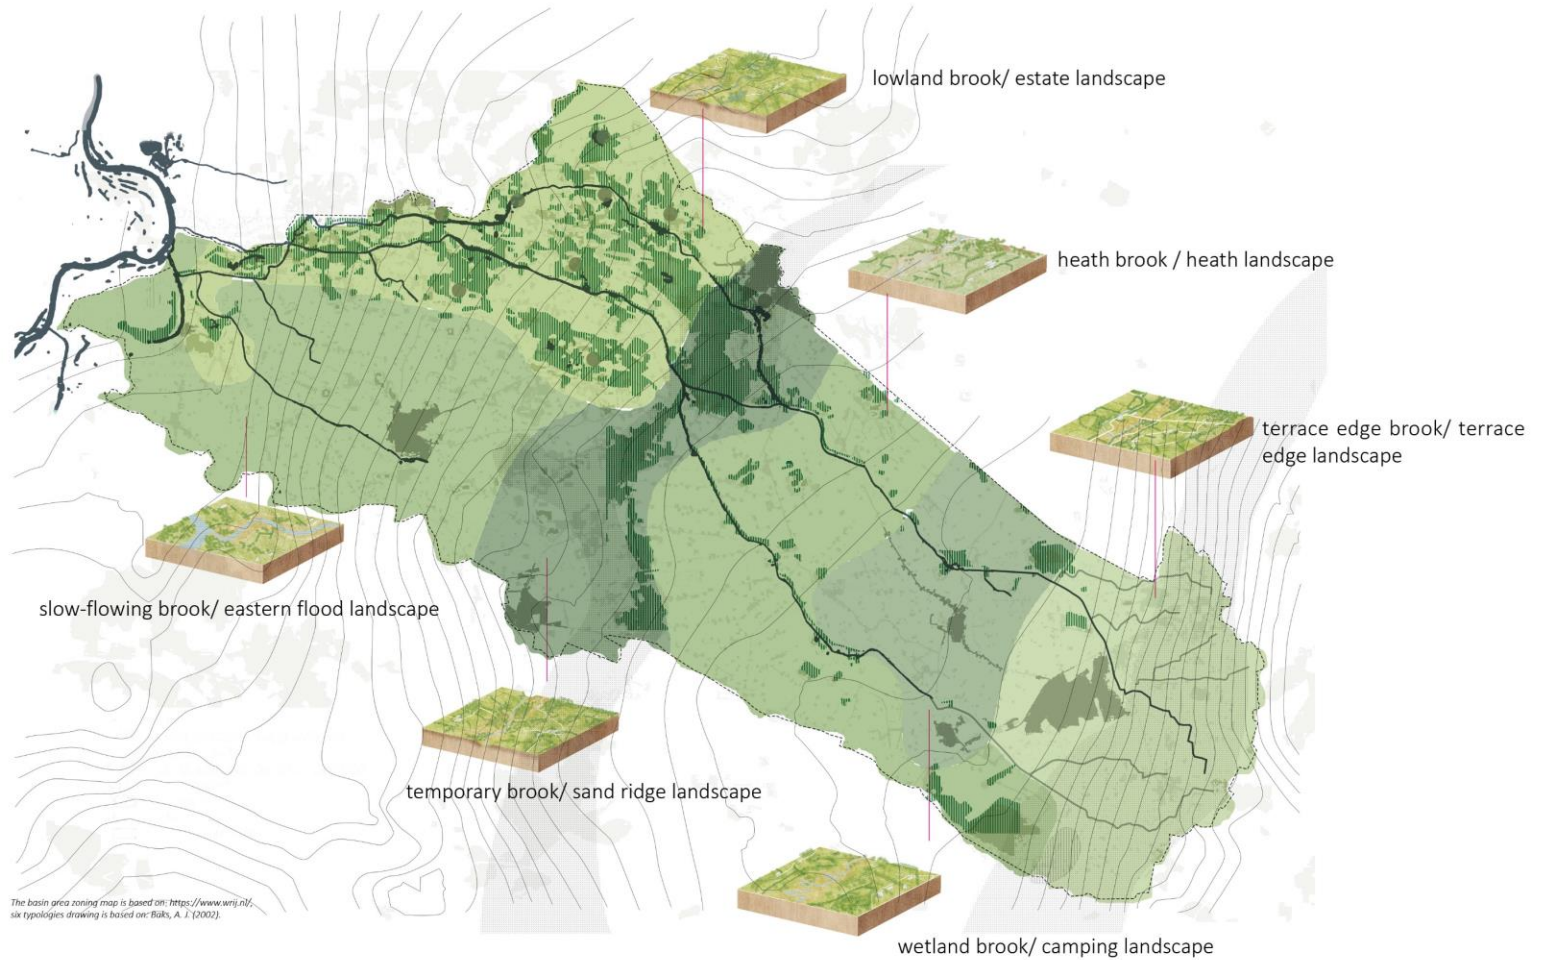 lowland brook/ estate landscape
heath brook / heath landscape
terrace edge brook/ terrace
edge landscape
slow-flowing brook/ eastern flood landscape
temporary brook/ sand ridge landscape
The basin area zoning map is based on: https://www.wrij.nl/,
six typologies drawing is based on: Baks, A. J. (2002).
wetland brook/ camping landscape